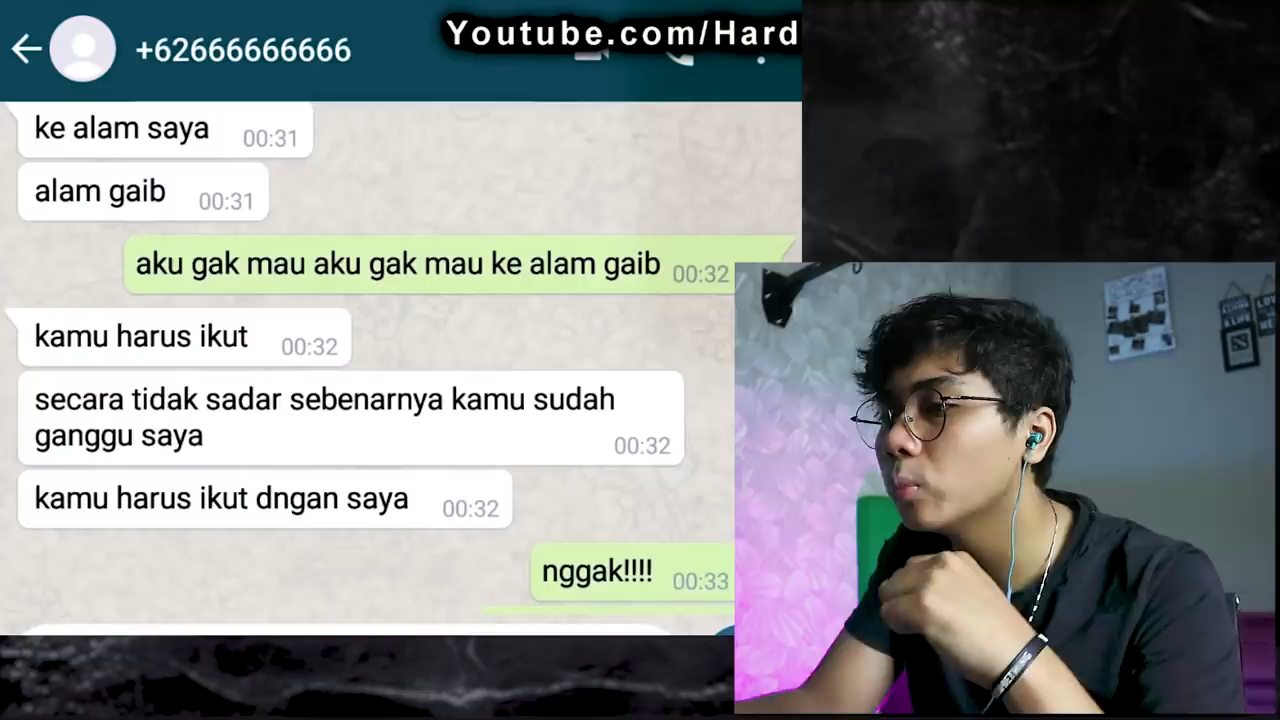 Youtube.com/Hard
+62666666666
ke alam saya 00:31
alam gaib 00:31
aku gak mau aku gak mau ke alam gaib 00:32
kamu harus ikut 00:32
secara tidak sadar sebenarnya kamu sudah
ganggu saya 00:32
kamu harus ikut dngan saya 00:32
nggak!!!! 00:33